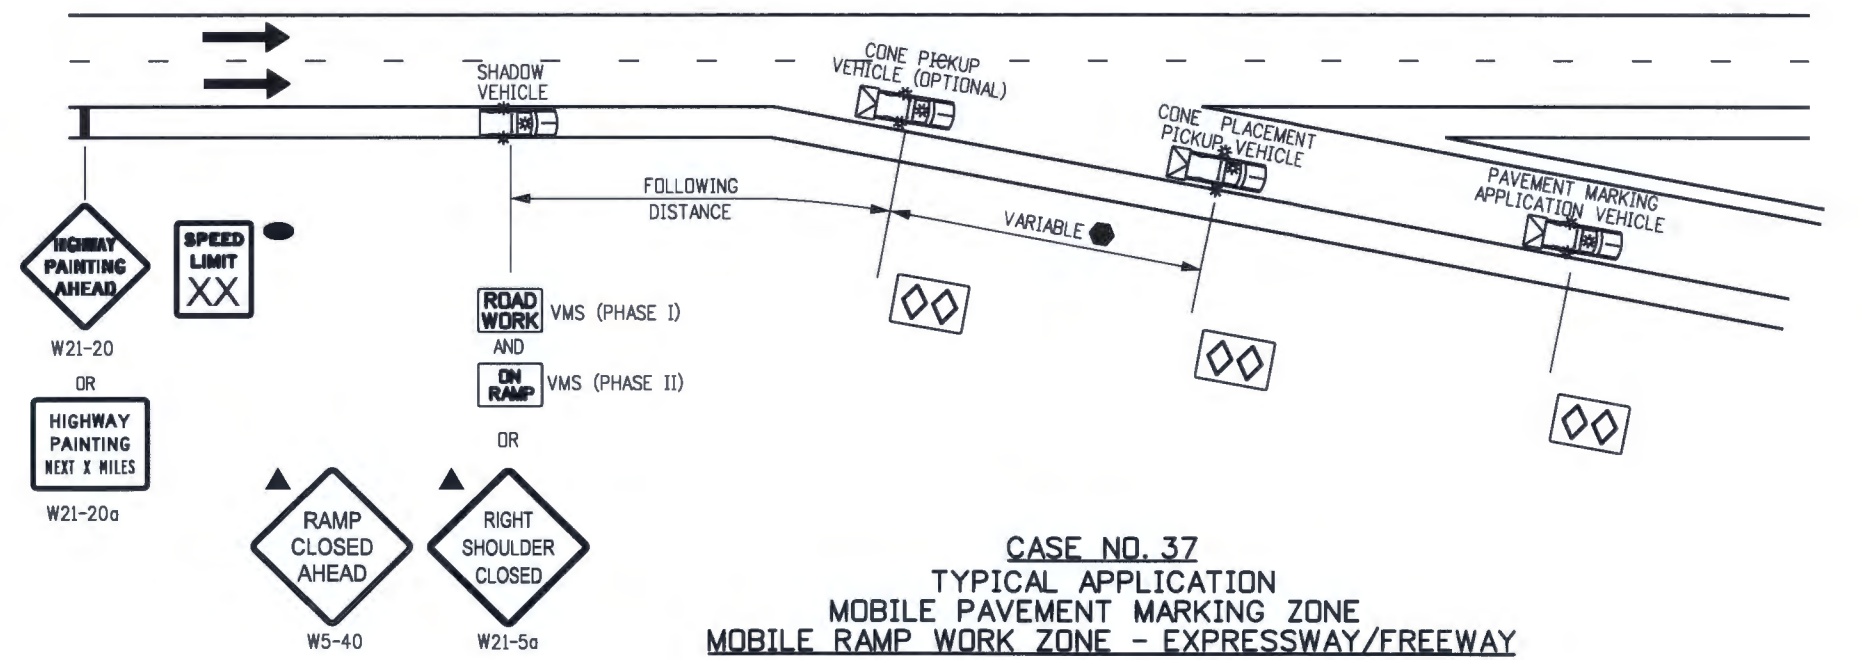 SHADOW
VEHICLE
CONE PICKUP
VEHICLE (OPTIONAL)
CONE PLACEMENT
PICKUP VEHICLE
PAVEMENT MARKING
APPLICATION VEHICLE
FOLLOWING
DISTANCE
VARIABLE
HIGHWAY
PAINTING
AHEAD
W21-20
OR
HIGHWAY
PAINTING
NEXT X MILES
W21-20a
SPEED
LIMIT
XX
ROAD
WORK
VMS (PHASE I)
AND
ON
RAMP
VMS (PHASE II)
OR
RAMP
CLOSED
AHEAD
W5-40
RIGHT
SHOULDER
CLOSED
W21-5a
CASE NO. 37
TYPICAL APPLICATION
MOBILE PAVEMENT MARKING ZONE
MOBILE RAMP WORK ZONE - EXPRESSWAY/FREEWAY